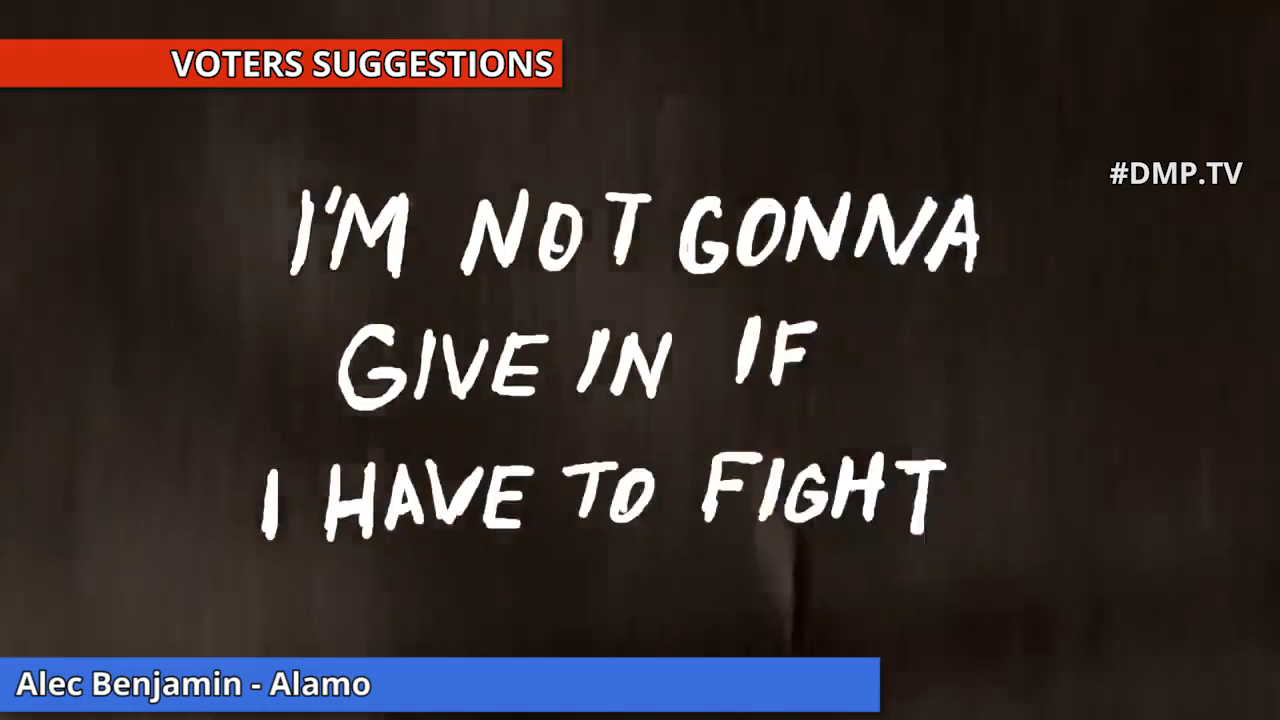 VOTERS SUGGESTIONS
#DMP.TV
I'M NOT GONNA
GIVE IN IF
I HAVE TO FIGHT
Alec Benjamin - Alamo